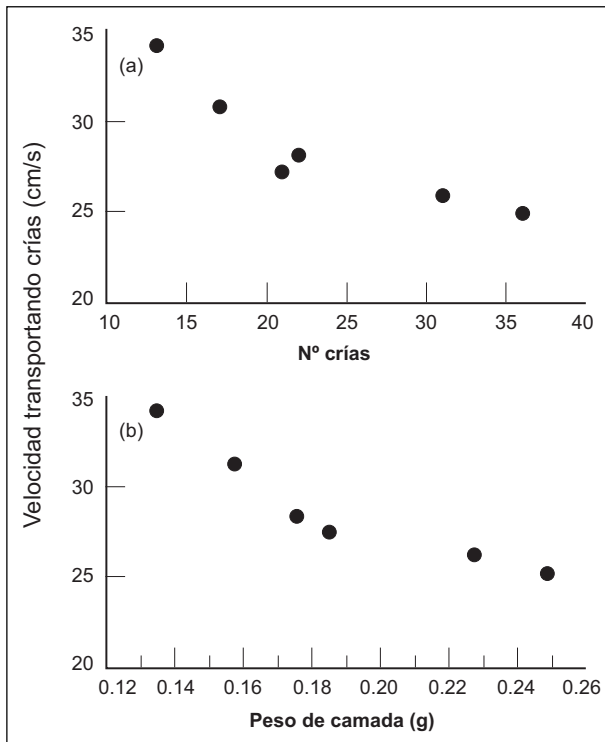 Velocidad transportando crías (cm/s)
(a)
35
30
25
20
10 15 20 25 30 35 40
Nº crías
(b)
35
30
25
20
0.12 0.14 0.16 0.18 0.20 0.22 0.24 0.26
Peso de camada (g)